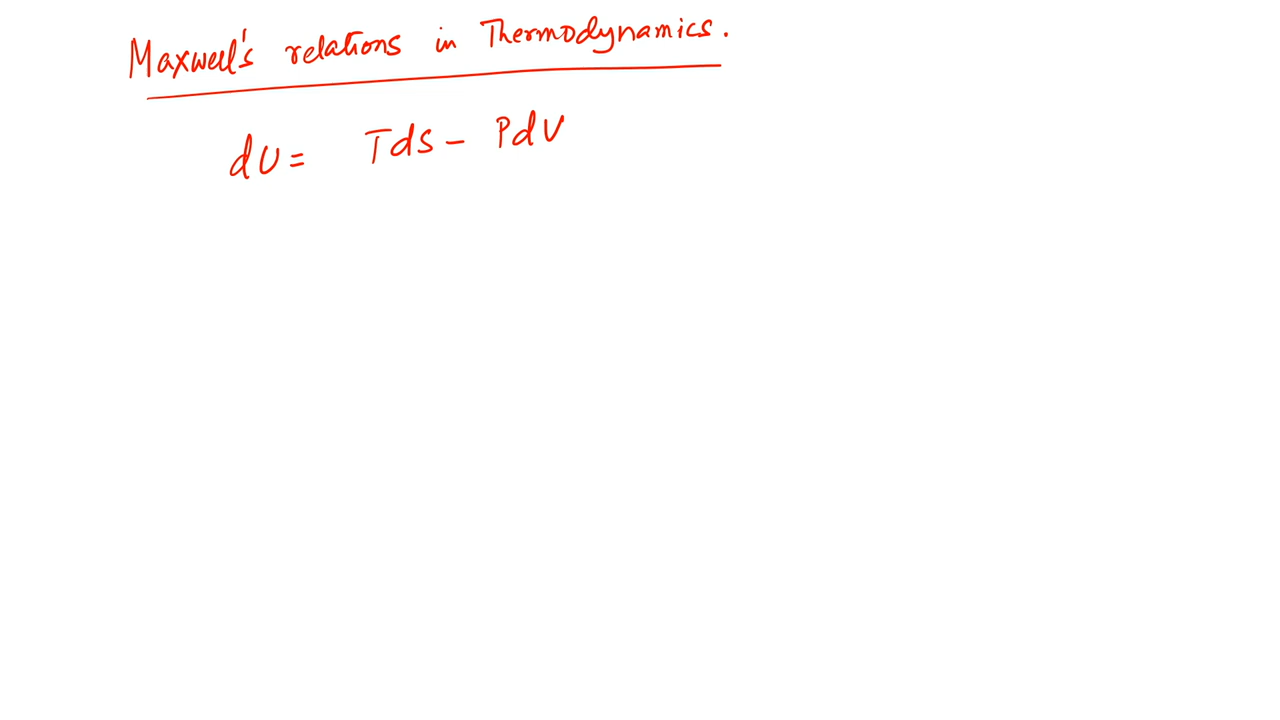 Maxwell's relations in Thermodynamics.
dU = TdS - PdV